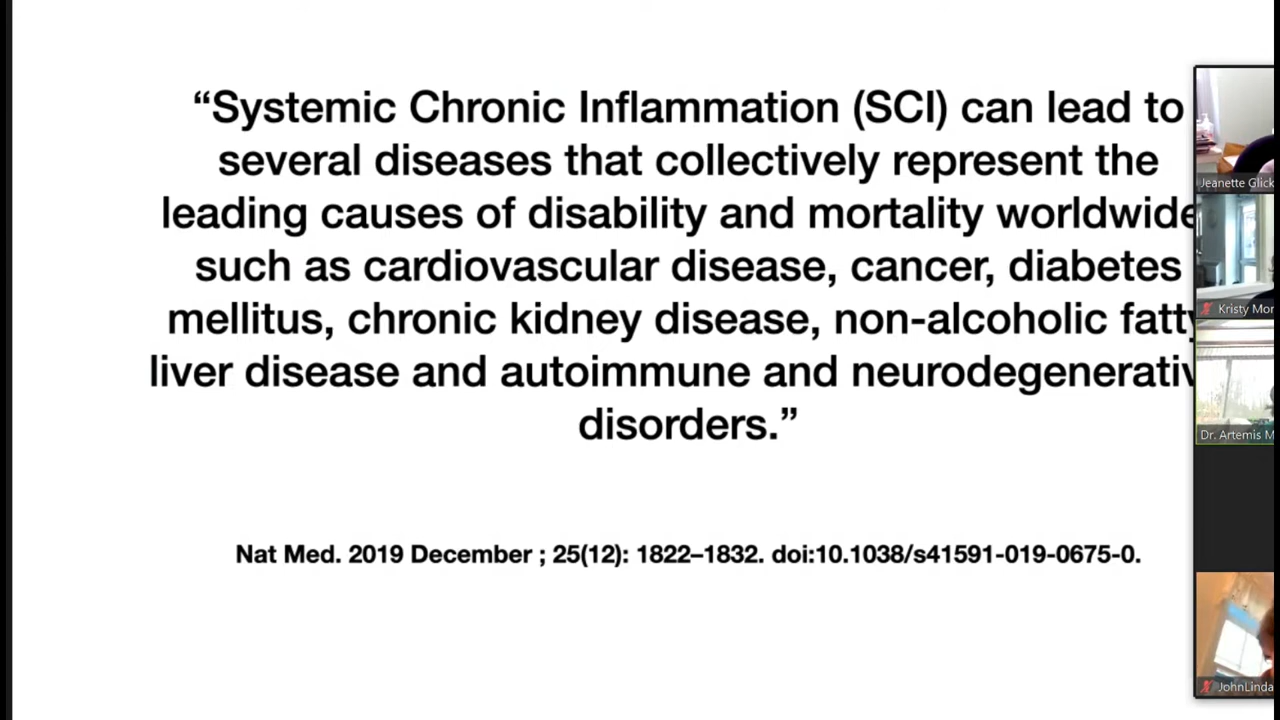 “Systemic Chronic Inflammation (SCI) can lead to
several diseases that collectively represent the
leading causes of disability and mortality worldwide
such as cardiovascular disease, cancer, diabetes
mellitus, chronic kidney disease, non-alcoholic fatty
liver disease and autoimmune and neurodegenerativ
disorders.”
Nat Med. 2019 December ; 25(12): 1822–1832. doi:10.1038/s41591-019-0675-0.
Jeanette Glick
Kristy Mor
Dr. Artemis M
JohnLinda